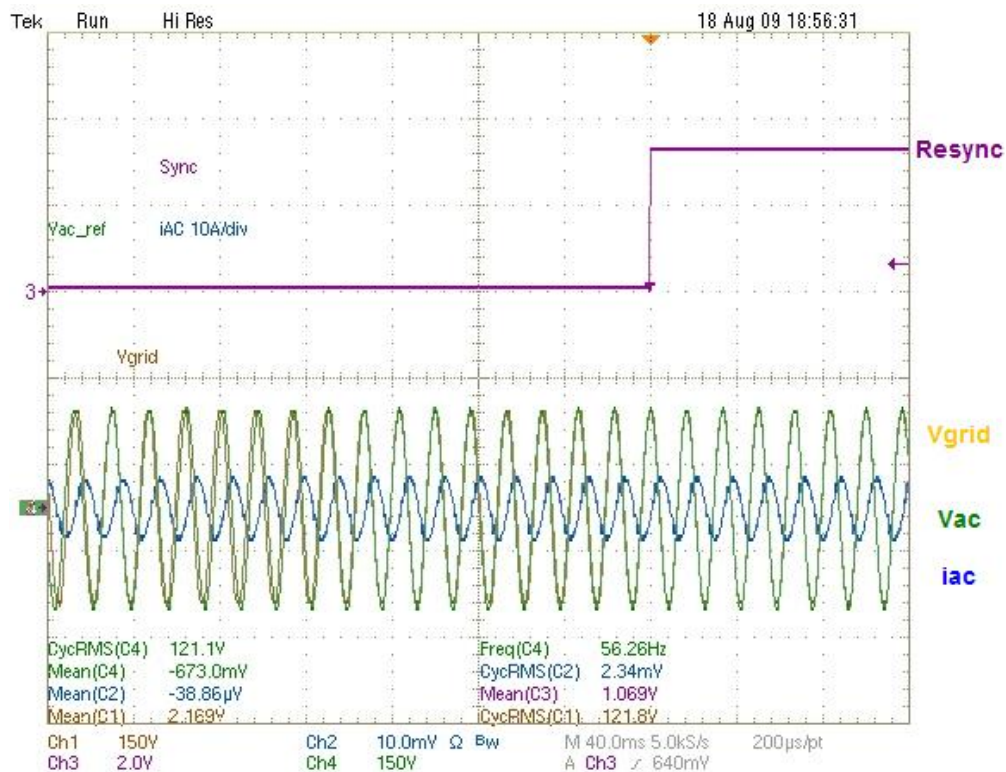 Tek Run Hi Res 18 Aug 09 18:56:31
Resync
Sync
Vac_ref iAC 10A/div
3
Vgrid
Vgrid
Vac
iac
CycRMS(C4) 121.1V Freq(C4) 56.26Hz
Mean(C4) -673.0mV CycRMS(C2) 2.34mV
Mean(C2) -38.86µV Mean(C3) 1.069V
Mean(C1) 2.169V CycRMS(C1) 121.8V
Ch1 150V Ch2 10.0mV Ω Bw M 40.0ms 5.0kS/s 200µs/pt
Ch3 2.0V Ch4 150V A Ch3 640mV